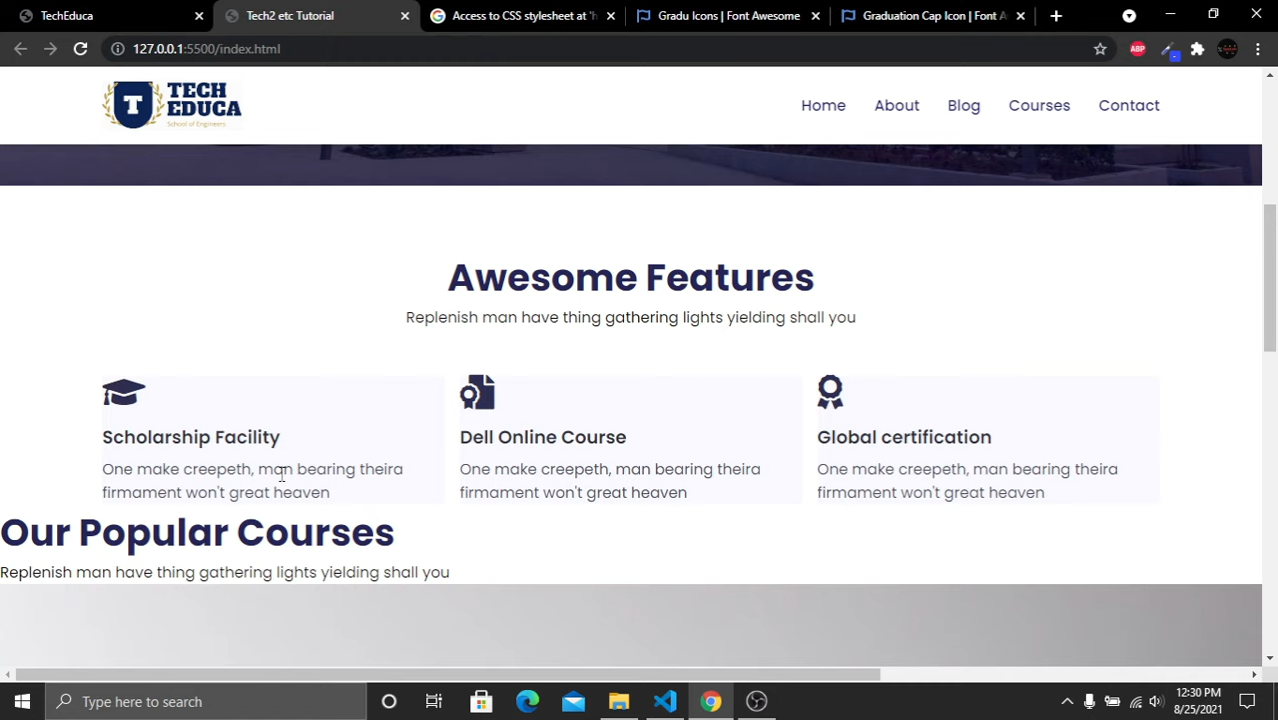 TechEduca
Tech2 etc Tutorial
Access to CSS stylesheet at 'h
Gradu Icons | Font Awesome
Graduation Cap Icon | Font A
127.0.0.1:5500/index.html
ABP
T
TECH
EDUCA
School of Engineers
Home
About
Blog
Courses
Contact
Awesome Features
Replenish man have thing gathering lights yielding shall you
Scholarship Facility
One make creepeth, man bearing theira
firmament won't great heaven
Dell Online Course
One make creepeth, man bearing theira
firmament won't great heaven
Global certification
One make creepeth, man bearing theira
firmament won't great heaven
Our Popular Courses
Replenish man have thing gathering lights yielding shall you
Type here to search
12:30 PM
8/25/2021